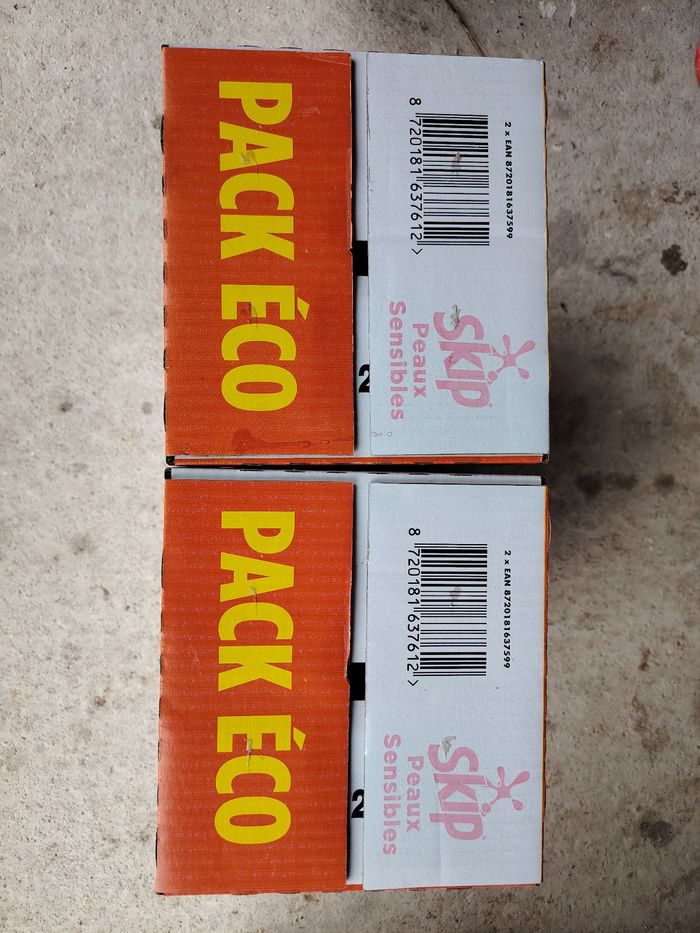 PACK ÉCO
2 x EAN 8720181637599
8 720181 637612 >
Skip
Peaux
Sensibles
2
PACK ÉCO
2 x EAN 8720181637599
8 720181 637612 >
Skip
Peaux
Sensibles
2